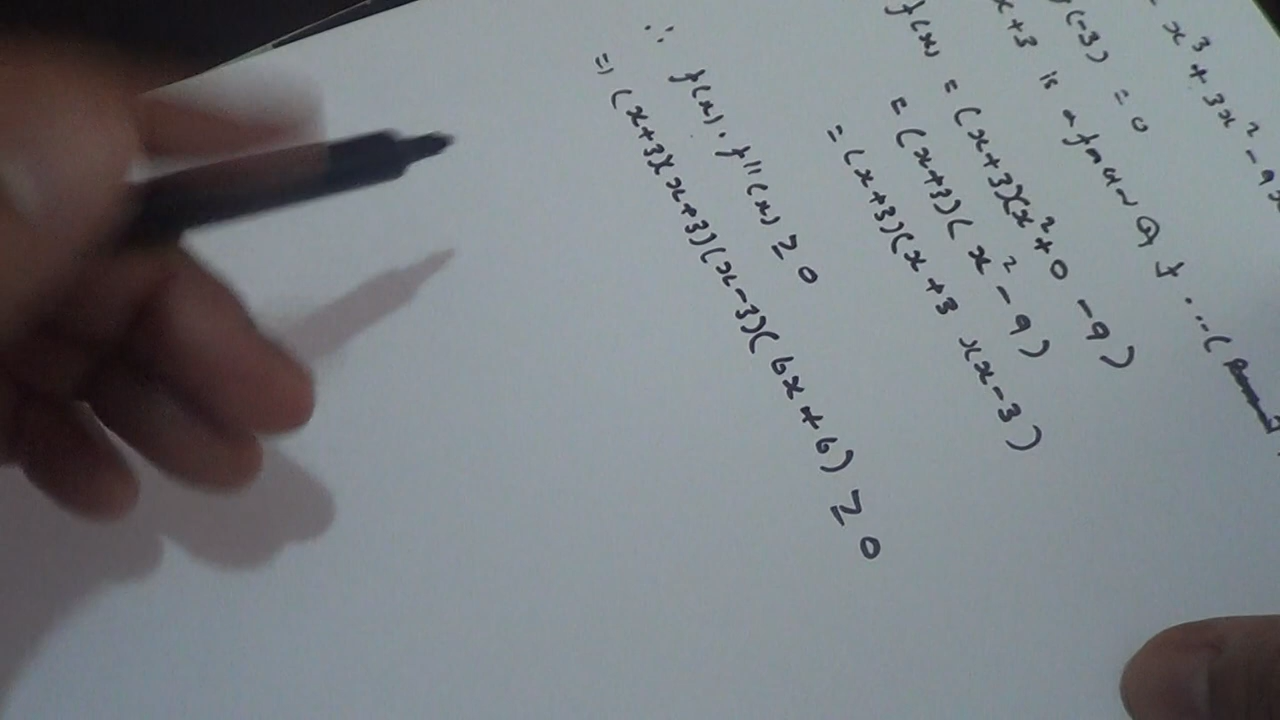 = x³ + 3x² - 9x
(-3) = 0
x+3 is a factor of f ...(
f(x) = (x+3)(x²+0 -9)
= (x+3)(x² - 9)
= (x+3)(x+3)(x-3)
∴ f(x). f''(x) ≥ 0
⇒ (x+3)(x+3)(x-3)(6x+6) ≥ 0